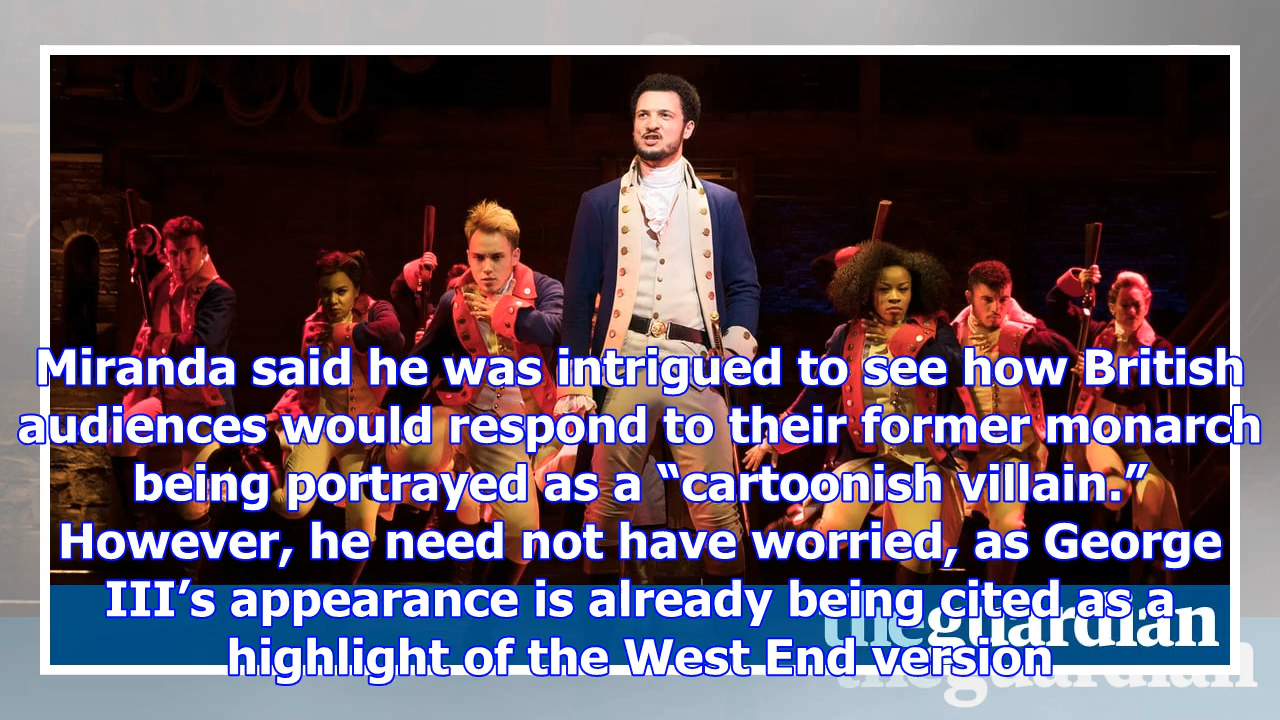 Miranda said he was intrigued to see how British
audiences would respond to their former monarch
being portrayed as a “cartoonish villain.”
However, he need not have worried, as George
III’s appearance is already being cited as a
highlight of the West End version
theguardian
theguardian